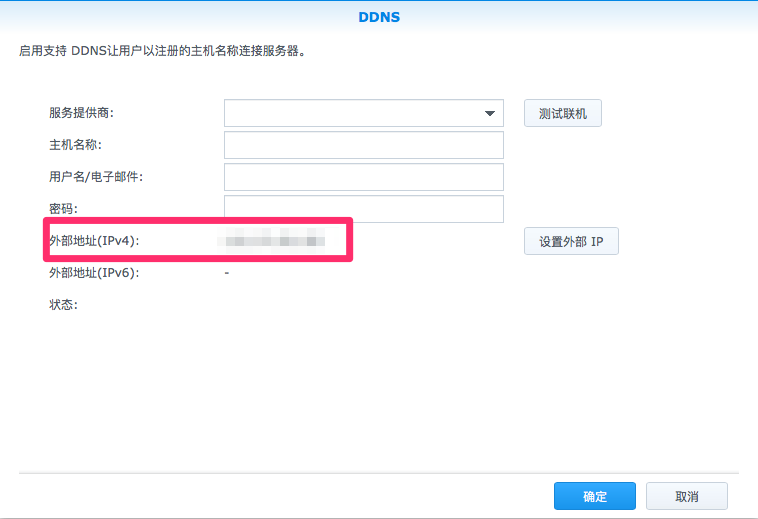 DDNS
启用支持 DDNS让用户以注册的主机名称连接服务器。
服务提供商:
测试联机
主机名称:
用户名/电子邮件:
密码:
外部地址(IPv4):
设置外部 IP
外部地址(IPv6): -
状态:
确定 取消